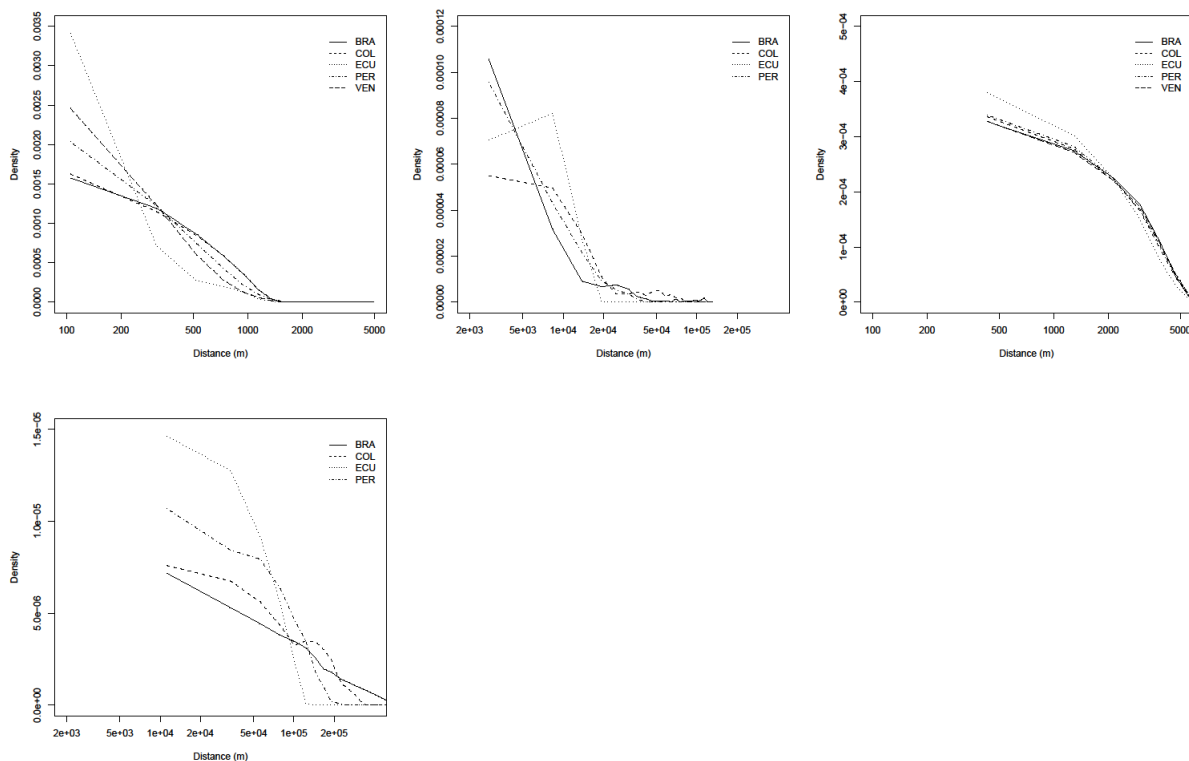 0.0035
0.0030
0.0025
0.0020
0.0015
0.0010
0.0005
0.0000
Density
BRA
COL
ECU
PER
VEN
100 200 500 1000 2000 5000
Distance (m)
0.00012
0.00010
0.00008
0.00006
0.00004
0.00002
0.00000
Density
BRA
COL
ECU
PER
2e+03 5e+03 1e+04 2e+04 5e+04 1e+05 2e+05
Distance (m)
5e-04
4e-04
3e-04
2e-04
1e-04
0e+00
Density
BRA
COL
ECU
PER
VEN
100 200 500 1000 2000 5000
Distance (m)
1.5e-05
1.0e-05
5.0e-06
0.0e+00
Density
BRA
COL
ECU
PER
2e+03 5e+03 1e+04 2e+04 5e+04 1e+05 2e+05
Distance (m)